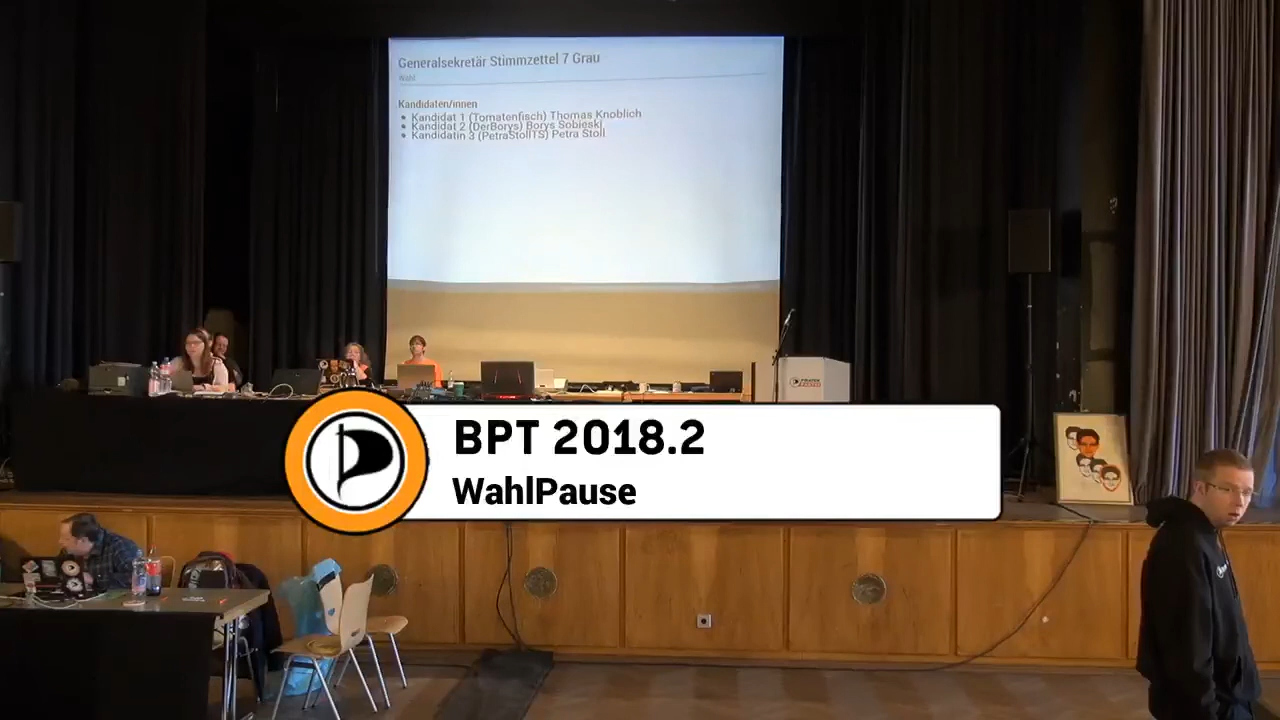 Generalsekretär Stimmzettel 7 Grau
Wahl
Kandidaten/innen
• Kandidat 1 (Tomatenfisch) Thomas Knoblich
• Kandidat 2 (DerBorys) Borys Sobieski
• Kandidatin 3 (PetraStollTS) Petra Stoll
BPT 2018.2
WahlPause